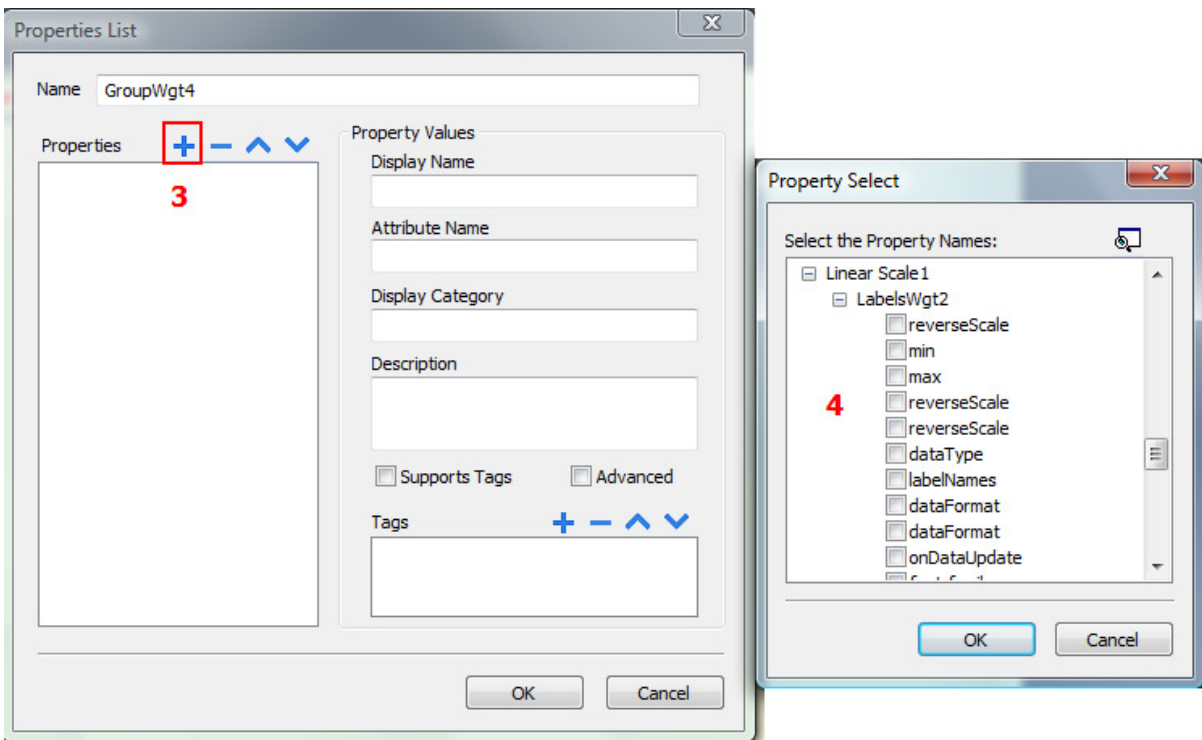 Properties List
Name GroupWgt4
Properties
3
Property Values
Display Name
Attribute Name
Display Category
Description
Supports Tags Advanced
Tags
OK Cancel
Property Select
Select the Property Names:
Linear Scale1
LabelsWgt2
reverseScale
min
max
4
reverseScale
reverseScale
dataType
labelNames
dataFormat
dataFormat
onDataUpdate
OK Cancel